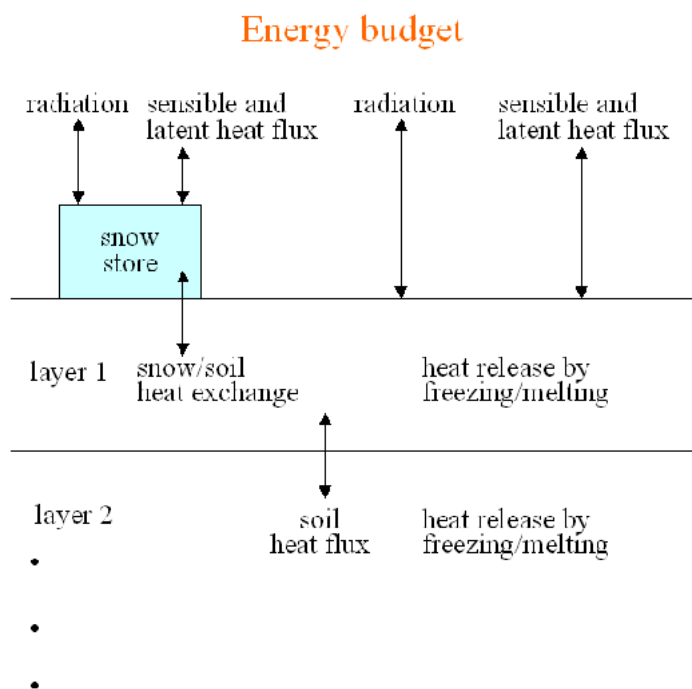 Energy budget
radiation
sensible and
latent heat flux
radiation
sensible and
latent heat flux
snow
store
layer 1
snow/soil
heat exchange
heat release by
freezing/melting
layer 2
soil
heat flux
heat release by
freezing/melting